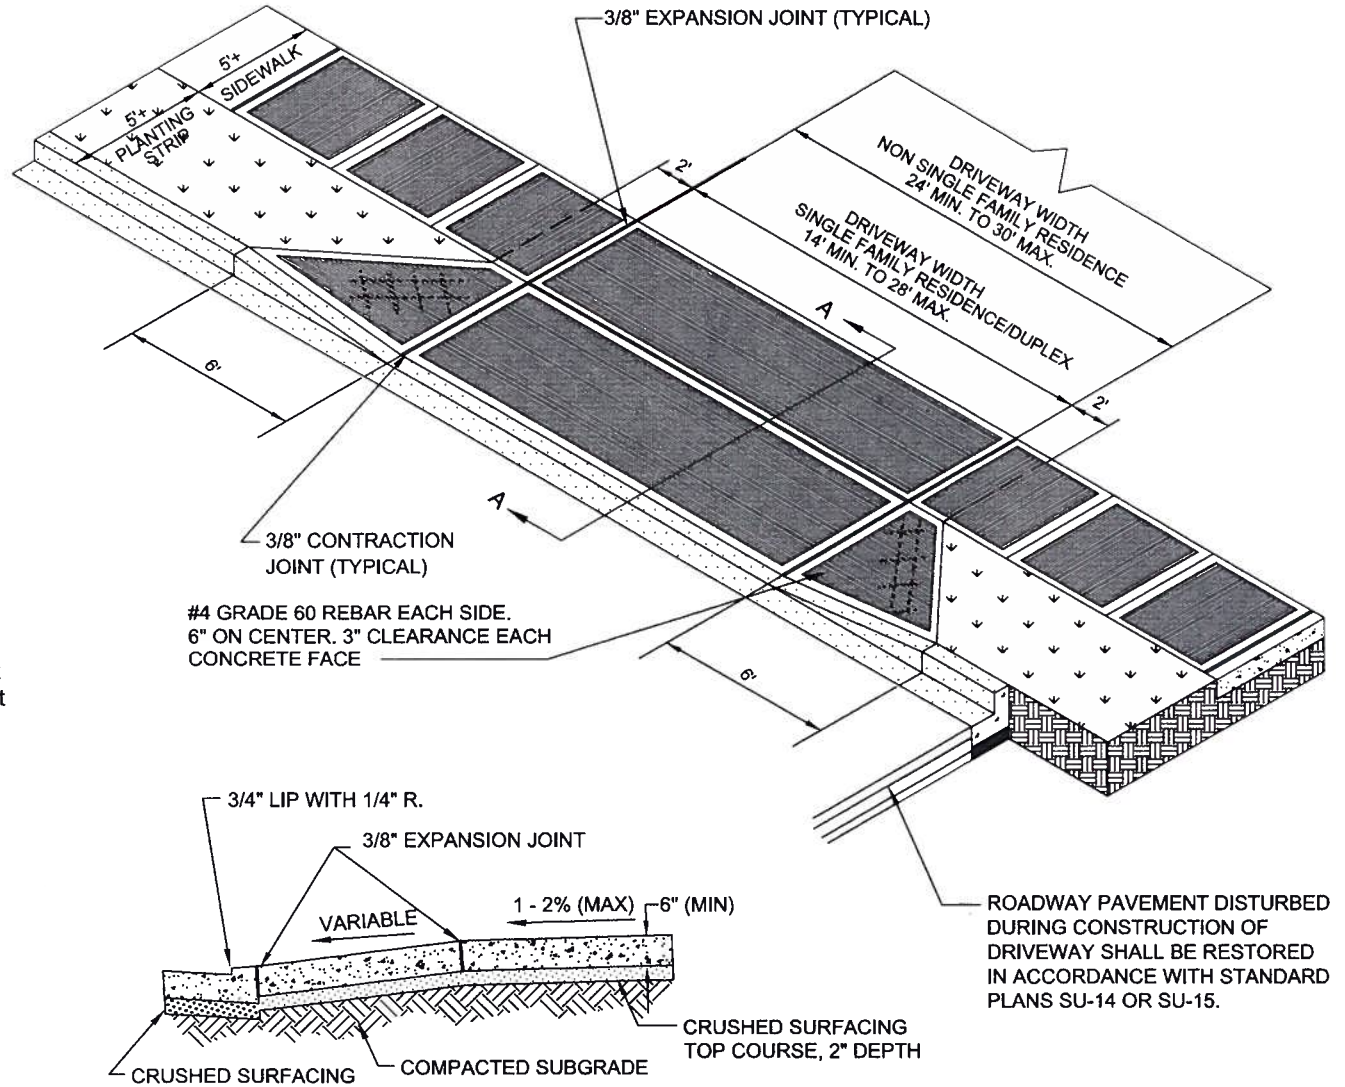 3/8" EXPANSION JOINT (TYPICAL)
5'+
SIDEWALK
5'+
PLANTING
STRIP
2'
DRIVEWAY WIDTH
NON SINGLE FAMILY RESIDENCE
24' MIN. TO 30' MAX.
DRIVEWAY WIDTH
SINGLE FAMILY RESIDENCE/DUPLEX
14' MIN. TO 28' MAX.
A
2'
6'
A
3/8" CONTRACTION
JOINT (TYPICAL)
#4 GRADE 60 REBAR EACH SIDE.
6" ON CENTER. 3" CLEARANCE EACH
CONCRETE FACE
6'
t
3/4" LIP WITH 1/4" R.
3/8" EXPANSION JOINT
VARIABLE
1 - 2% (MAX)
6" (MIN)
ROADWAY PAVEMENT DISTURBED
DURING CONSTRUCTION OF
DRIVEWAY SHALL BE RESTORED
IN ACCORDANCE WITH STANDARD
PLANS SU-14 OR SU-15.
CRUSHED SURFACING
TOP COURSE, 2" DEPTH
COMPACTED SUBGRADE
CRUSHED SURFACING